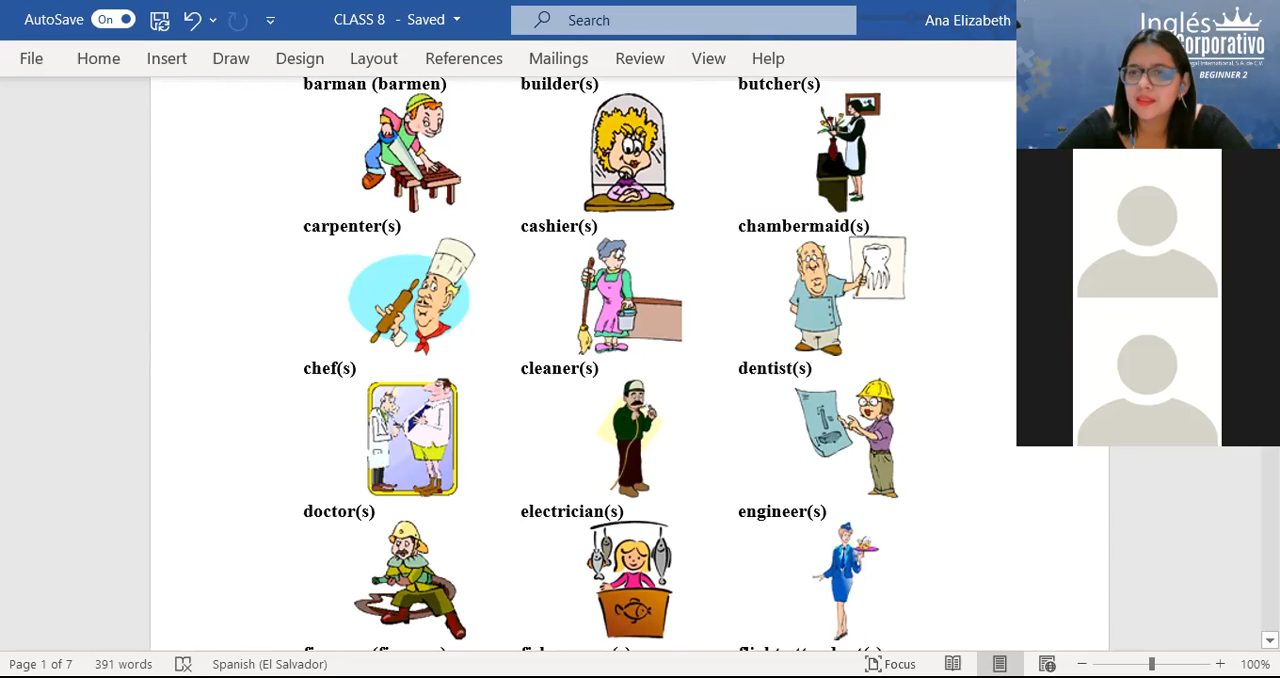 AutoSave On CLASS 8 - Saved Search Ana Elizabeth
File Home Insert Draw Design Layout References Mailings Review View Help
Inglés
Corporativo
BEGINNER 2
barman (barmen) builder(s) butcher(s)
carpenter(s) cashier(s) chambermaid(s)
chef(s) cleaner(s) dentist(s)
doctor(s) electrician(s) engineer(s)
Page 1 of 7 391 words Spanish (El Salvador) Focus 100%